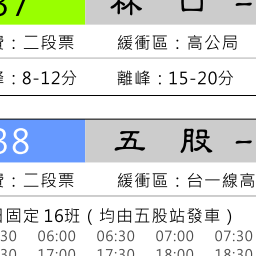 37 林 口 –
費：二段票 緩衝區：高公局
峰：8-12分 離峰：15-20分
38 五 股 –
費：二段票 緩衝區：台一線高
日固定 16班（均由五股站發車）
30 06:00 06:30 07:00 07:30
30 17:00 17:30 18:00 18:30